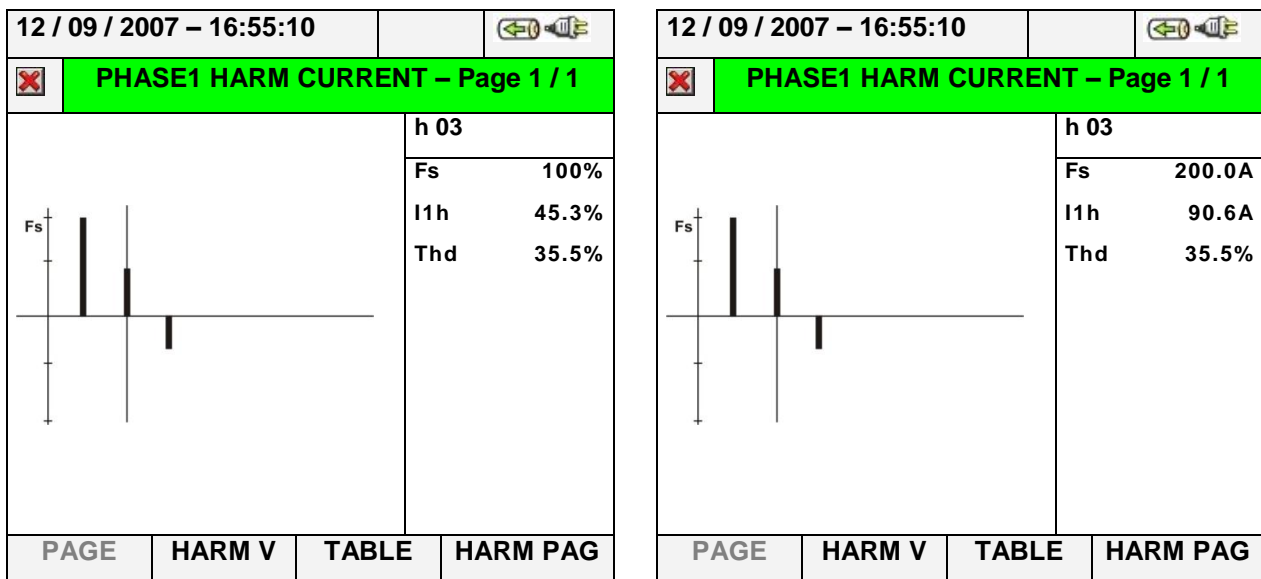 12 / 09 / 2007 – 16:55:10
PHASE1 HARM CURRENT – Page 1 / 1
h 03
Fs 100%
I1h 45.3%
Thd 35.5%
Fs
PAGE HARM V TABLE HARM PAG
12 / 09 / 2007 – 16:55:10
PHASE1 HARM CURRENT – Page 1 / 1
h 03
Fs 200.0A
I1h 90.6A
Thd 35.5%
Fs
PAGE HARM V TABLE HARM PAG